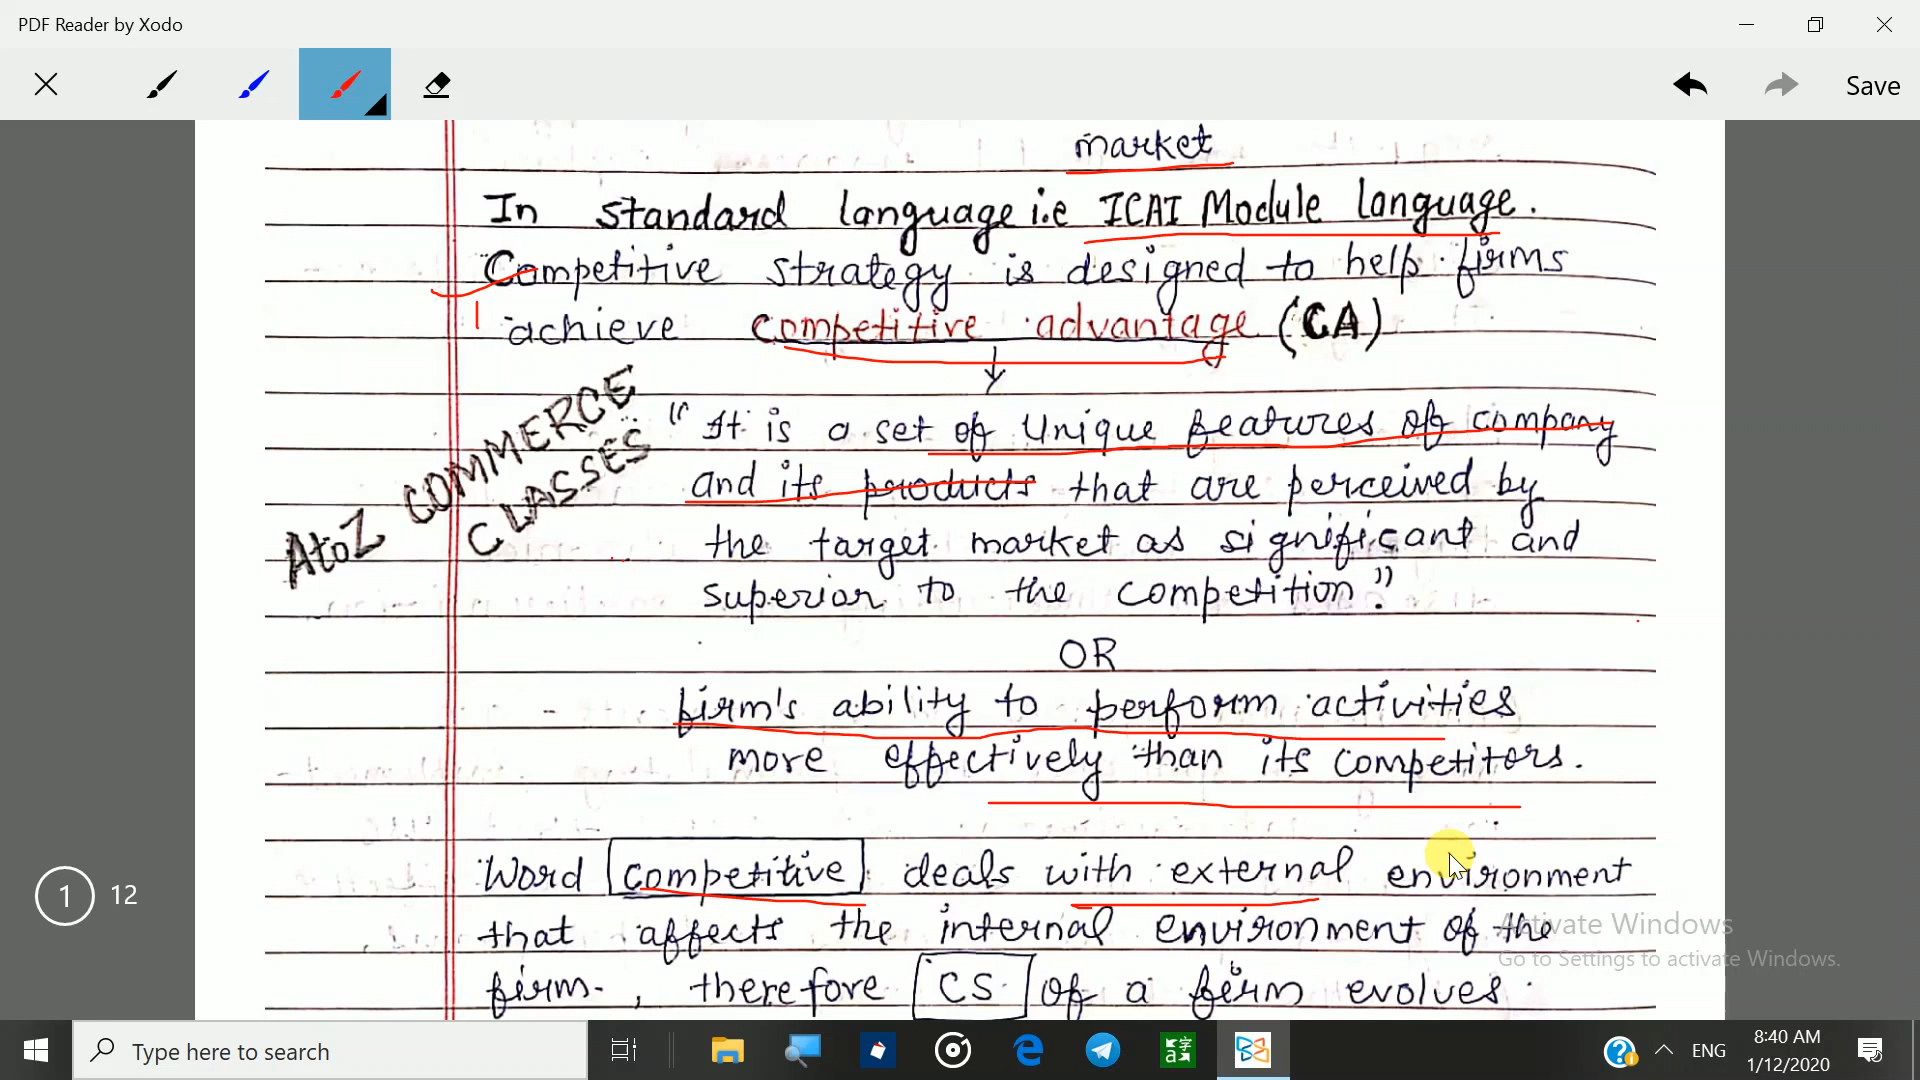 PDF Reader by Xodo
Save
market
In standard language i.e ICAI Module language.
"Competitive strategy is designed to help firms
achieve competitive advantage (CA)
"It is a set of Unique features of company
and its products that are perceived by
the target market as significant and
superior to the competition."
OR
firm's ability to perform activities
more effectively than its competitors.
AtoZ COMMERCE
CLASSES
Word competitive deals with external environment
that affects the internal environment of the
firm, therefore CS of a firm evolves
1 12
Activate Windows
Go to Settings to activate Windows.
Type here to search
ENG
8:40 AM
1/12/2020